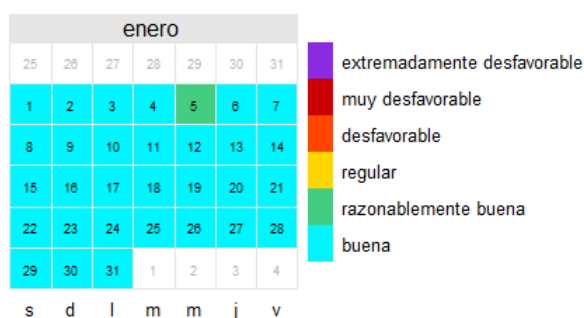 enero
25 26 27 28 29 30 31
1 2 3 4 5 6 7
8 9 10 11 12 13 14
15 16 17 18 19 20 21
22 23 24 25 26 27 28
29 30 31 1 2 3 4
s d l m m j v
extremadamente desfavorable
muy desfavorable
desfavorable
regular
razonablemente buena
buena